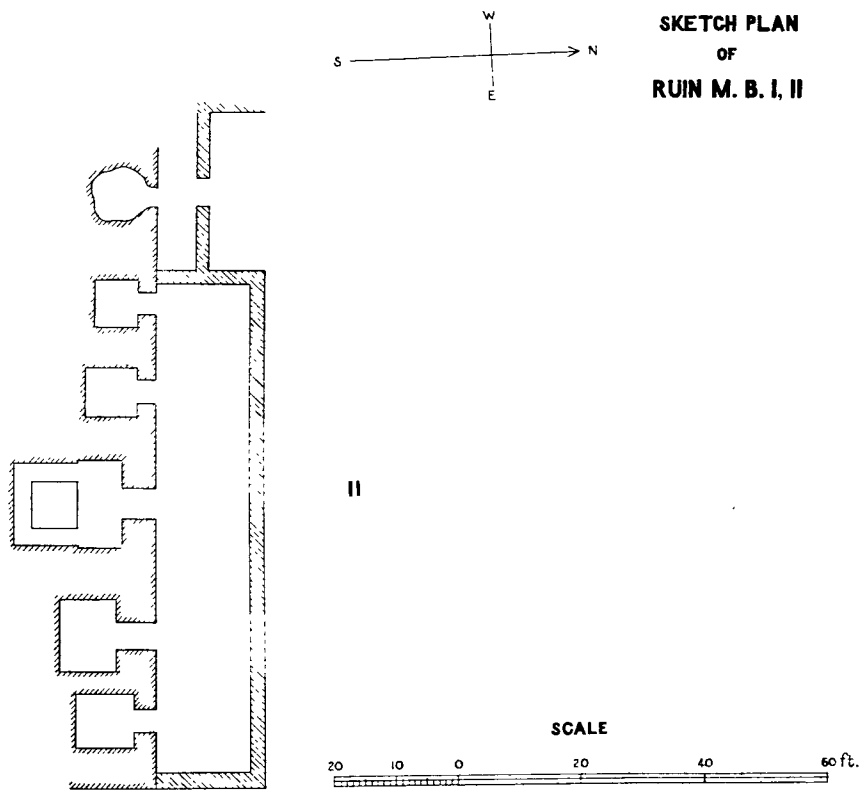 SKETCH PLAN
OF
RUIN M. B. I, II
W
S
N
E
II
SCALE
20 10 0 20 40 60 ft.